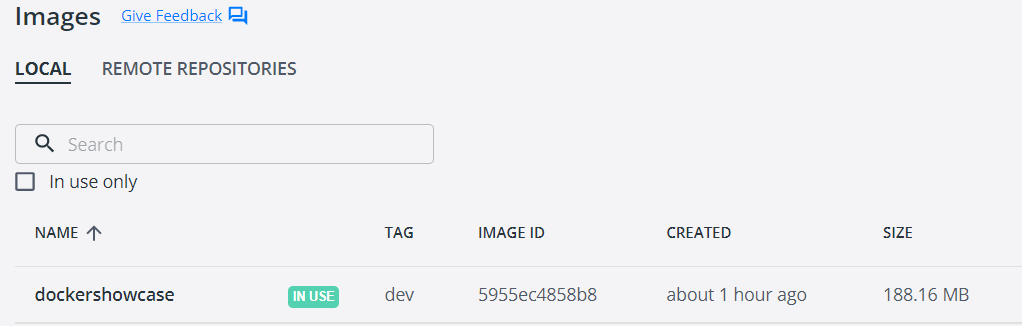 Images Give Feedback
LOCAL REMOTE REPOSITORIES
Search
In use only
NAME TAG IMAGE ID CREATED SIZE
dockershowcase IN USE dev 5955ec4858b8 about 1 hour ago 188.16 MB